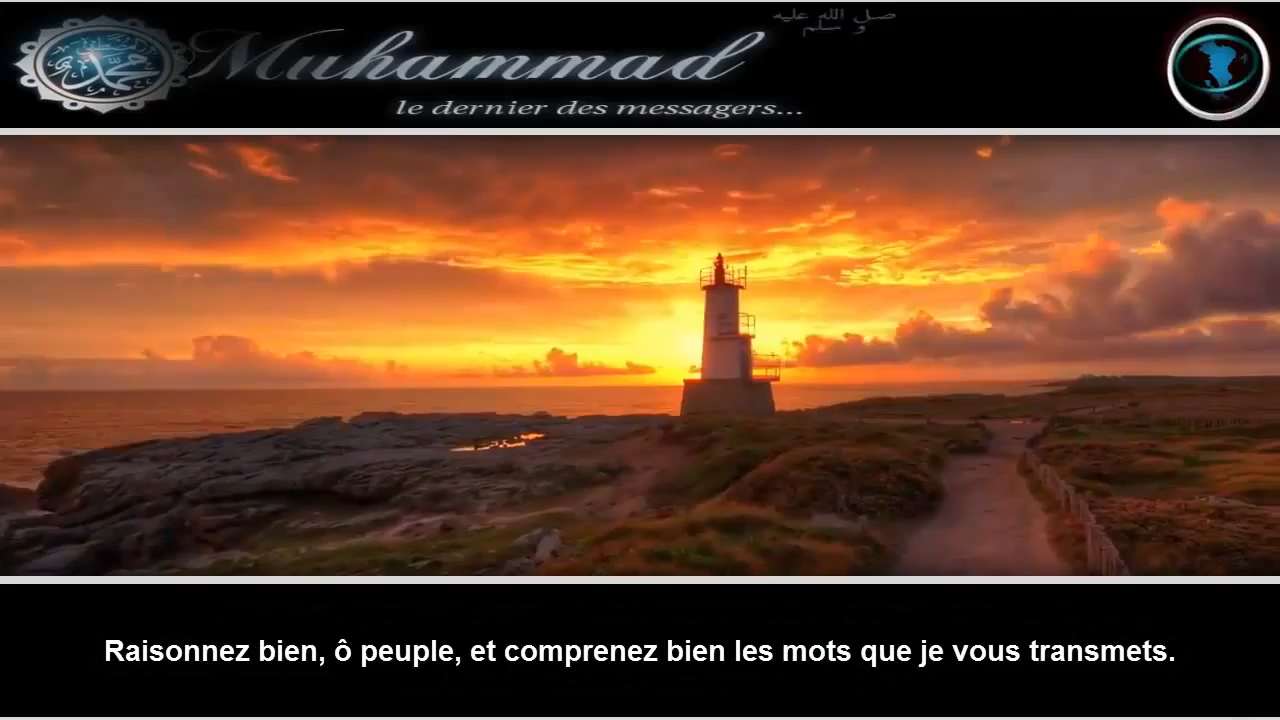 صلى الله عليه
و سلم
Muhammad
le dernier des messagers...
Raisonnez bien, ô peuple, et comprenez bien les mots que je vous transmets.